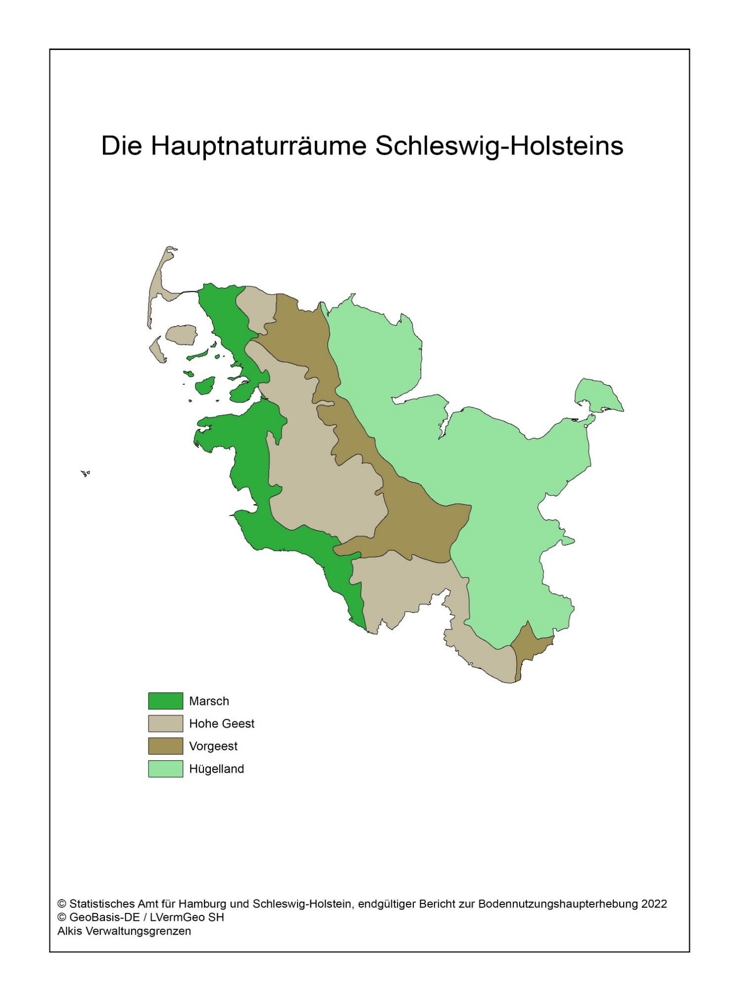 Die Hauptnaturräume Schleswig-Holsteins
Marsch
Hohe Geest
Vorgeest
Hügelland
© Statistisches Amt für Hamburg und Schleswig-Holstein, endgültiger Bericht zur Bodennutzungshaupterhebung 2022
© GeoBasis-DE / LVermGeo SH
Alkis Verwaltungsgrenzen